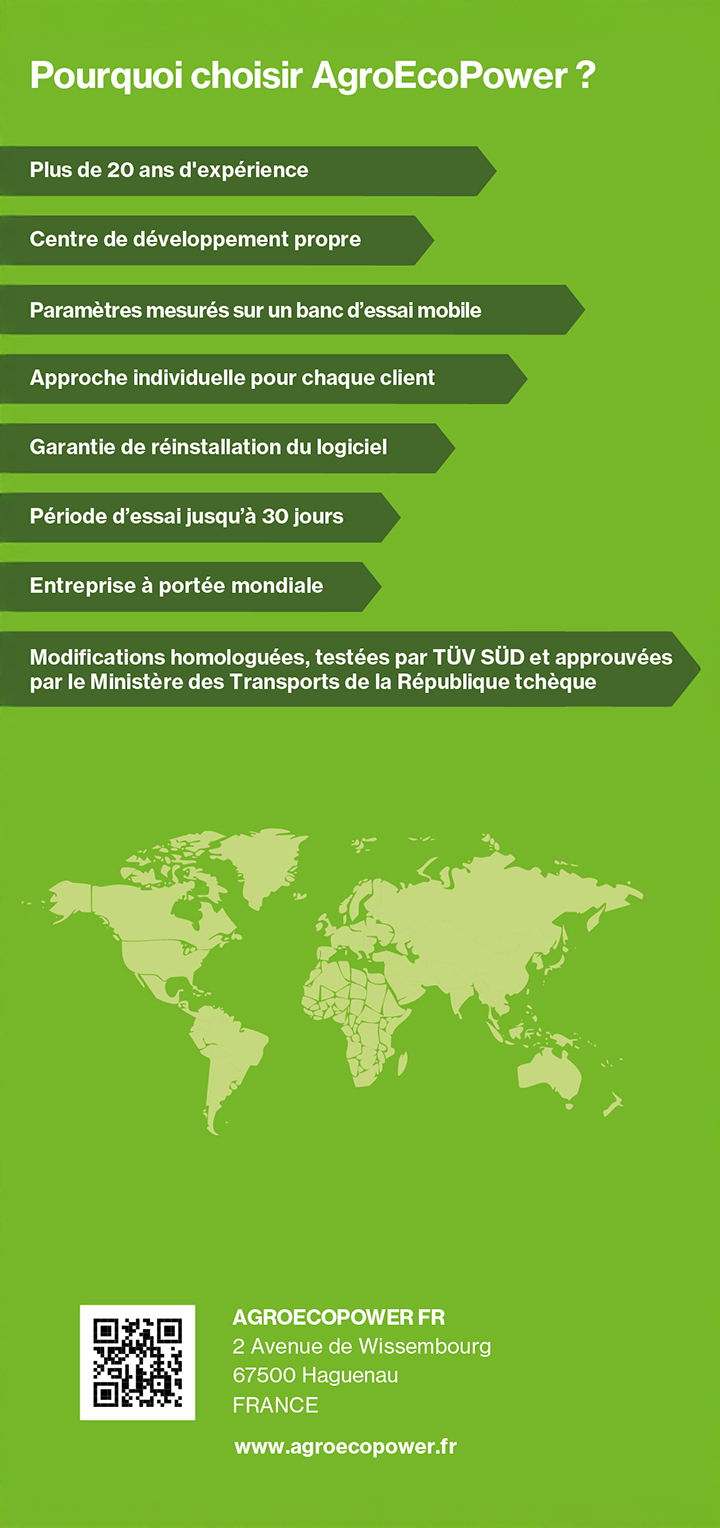 Pourquoi choisir AgroEcoPower ?
Plus de 20 ans d'expérience
Centre de développement propre
Paramètres mesurés sur un banc d’essai mobile
Approche individuelle pour chaque client
Garantie de réinstallation du logiciel
Période d’essai jusqu’à 30 jours
Entreprise à portée mondiale
Modifications homologuées, testées par TÜV SÜD et approuvées
par le Ministère des Transports de la République tchèque
AGROECOPOWER FR
2 Avenue de Wissembourg
67500 Haguenau
FRANCE
www.agroecopower.fr